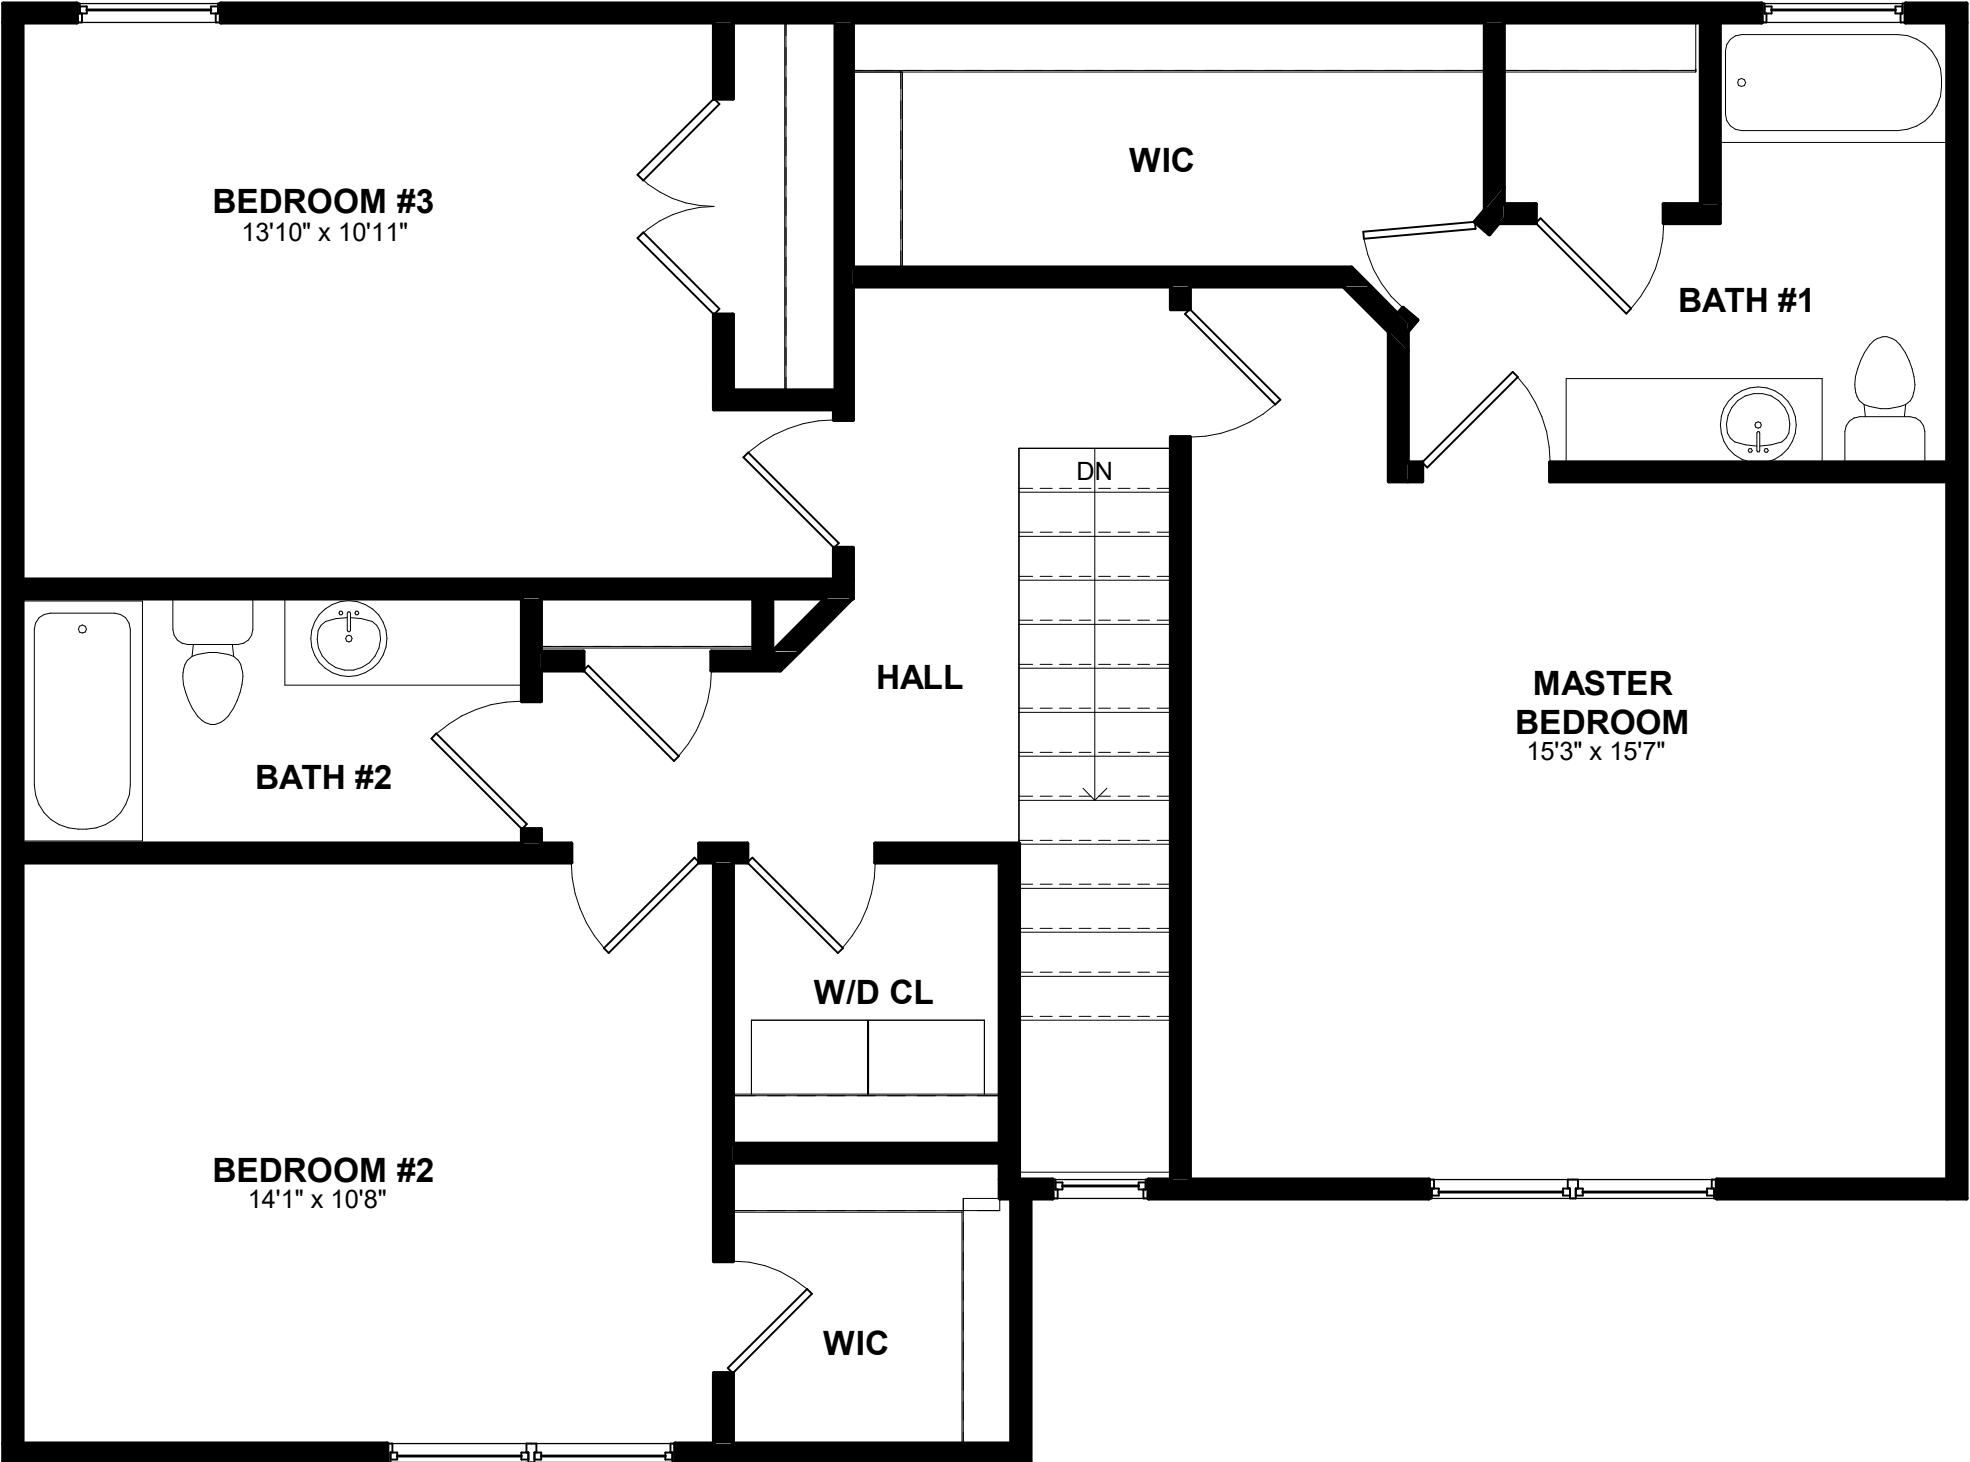 WIC
BEDROOM #3
13'10" x 10'11"
BATH #1
DN
HALL
MASTER
BEDROOM
15'3" x 15'7"
BATH #2
W/D CL
BEDROOM #2
14'1" x 10'8"
WIC